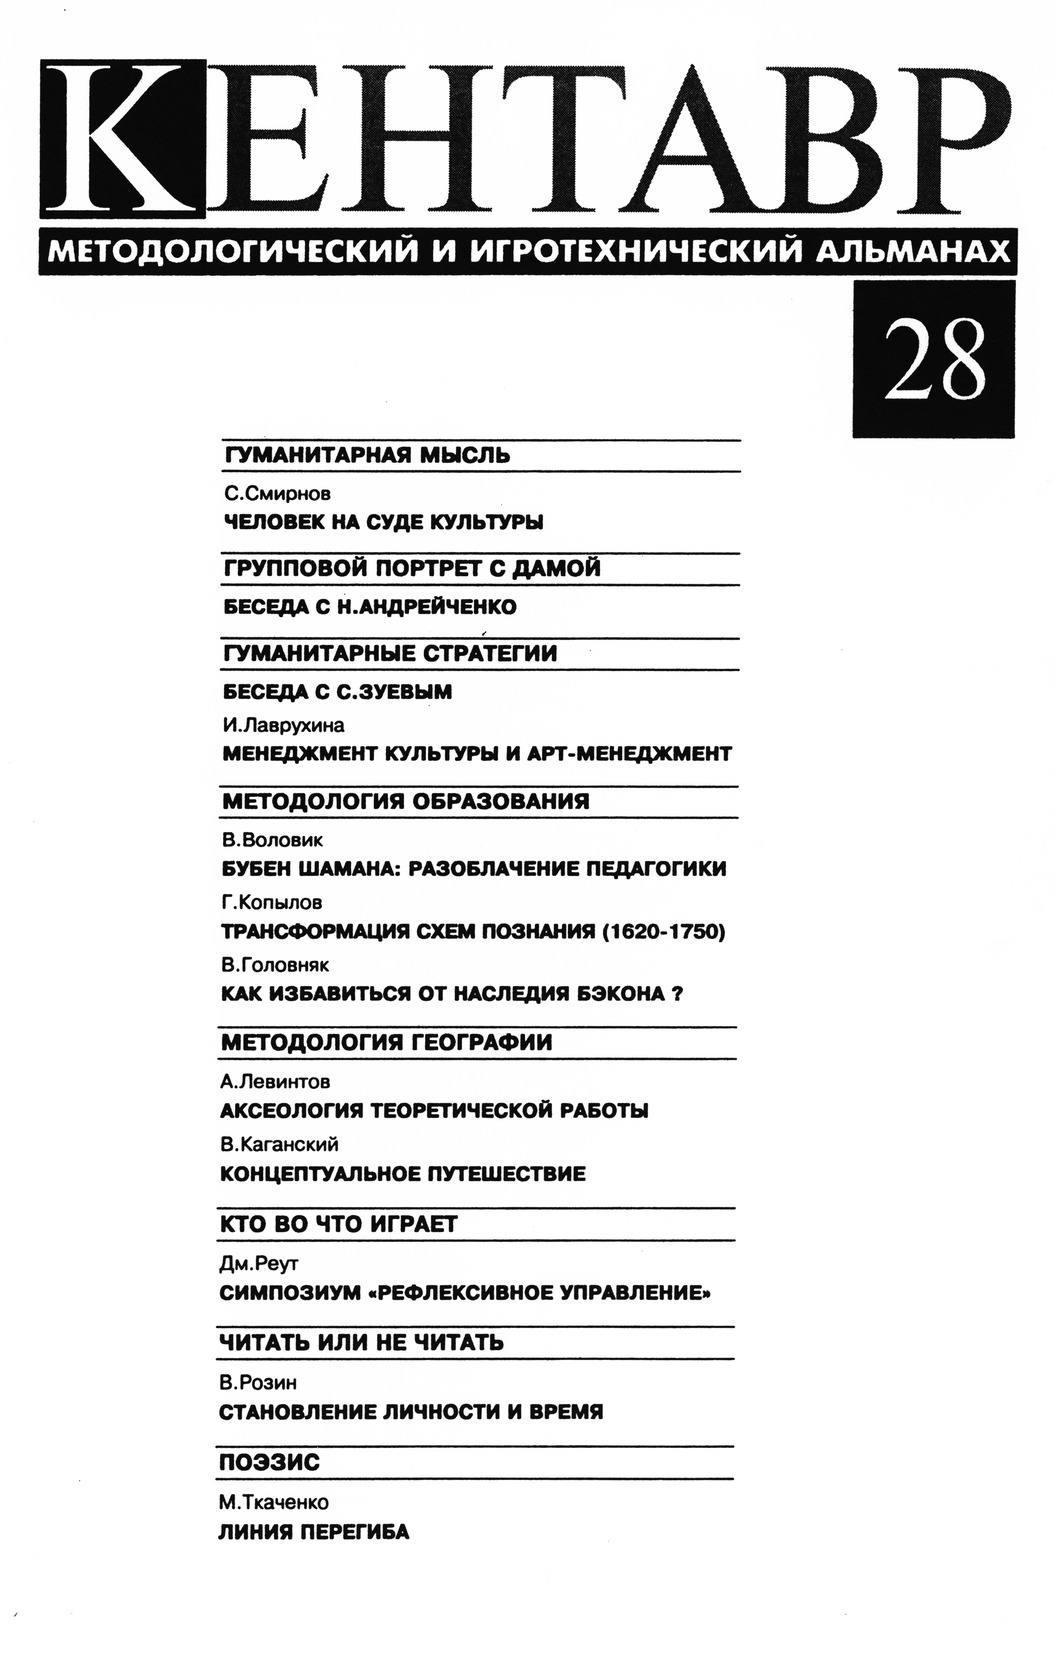 КЕНТАВР
МЕТОДОЛОГИЧЕСКИЙ И ИГРОТЕХНИЧЕСКИЙ АЛЬМАНАХ
28
ГУМАНИТАРНАЯ МЫСЛЬ
С.Смирнов
ЧЕЛОВЕК НА СУДЕ КУЛЬТУРЫ
ГРУППОВОЙ ПОРТРЕТ С ДАМОЙ
БЕСЕДА С Н.АНДРЕЙЧЕНКО
ГУМАНИТАРНЫЕ СТРАТЕГИИ
БЕСЕДА С С.ЗУЕВЫМ
И.Лаврухина
МЕНЕДЖМЕНТ КУЛЬТУРЫ И АРТ-МЕНЕДЖМЕНТ
МЕТОДОЛОГИЯ ОБРАЗОВАНИЯ
В.Воловик
БУБЕН ШАМАНА: РАЗОБЛАЧЕНИЕ ПЕДАГОГИКИ
Г.Копылов
ТРАНСФОРМАЦИЯ СХЕМ ПОЗНАНИЯ (1620-1750)
В.Головняк
КАК ИЗБАВИТЬСЯ ОТ НАСЛЕДИЯ БЭКОНА ?
МЕТОДОЛОГИЯ ГЕОГРАФИИ
А.Левинтов
АКСЕОЛОГИЯ ТЕОРЕТИЧЕСКОЙ РАБОТЫ
В.Каганский
КОНЦЕПТУАЛЬНОЕ ПУТЕШЕСТВИЕ
КТО ВО ЧТО ИГРАЕТ
Дм.Реут
СИМПОЗИУМ «РЕФЛЕКСИВНОЕ УПРАВЛЕНИЕ»
ЧИТАТЬ ИЛИ НЕ ЧИТАТЬ
В.Розин
СТАНОВЛЕНИЕ ЛИЧНОСТИ И ВРЕМЯ
ПОЭЗИС
М.Ткаченко
ЛИНИЯ ПЕРЕГИБА